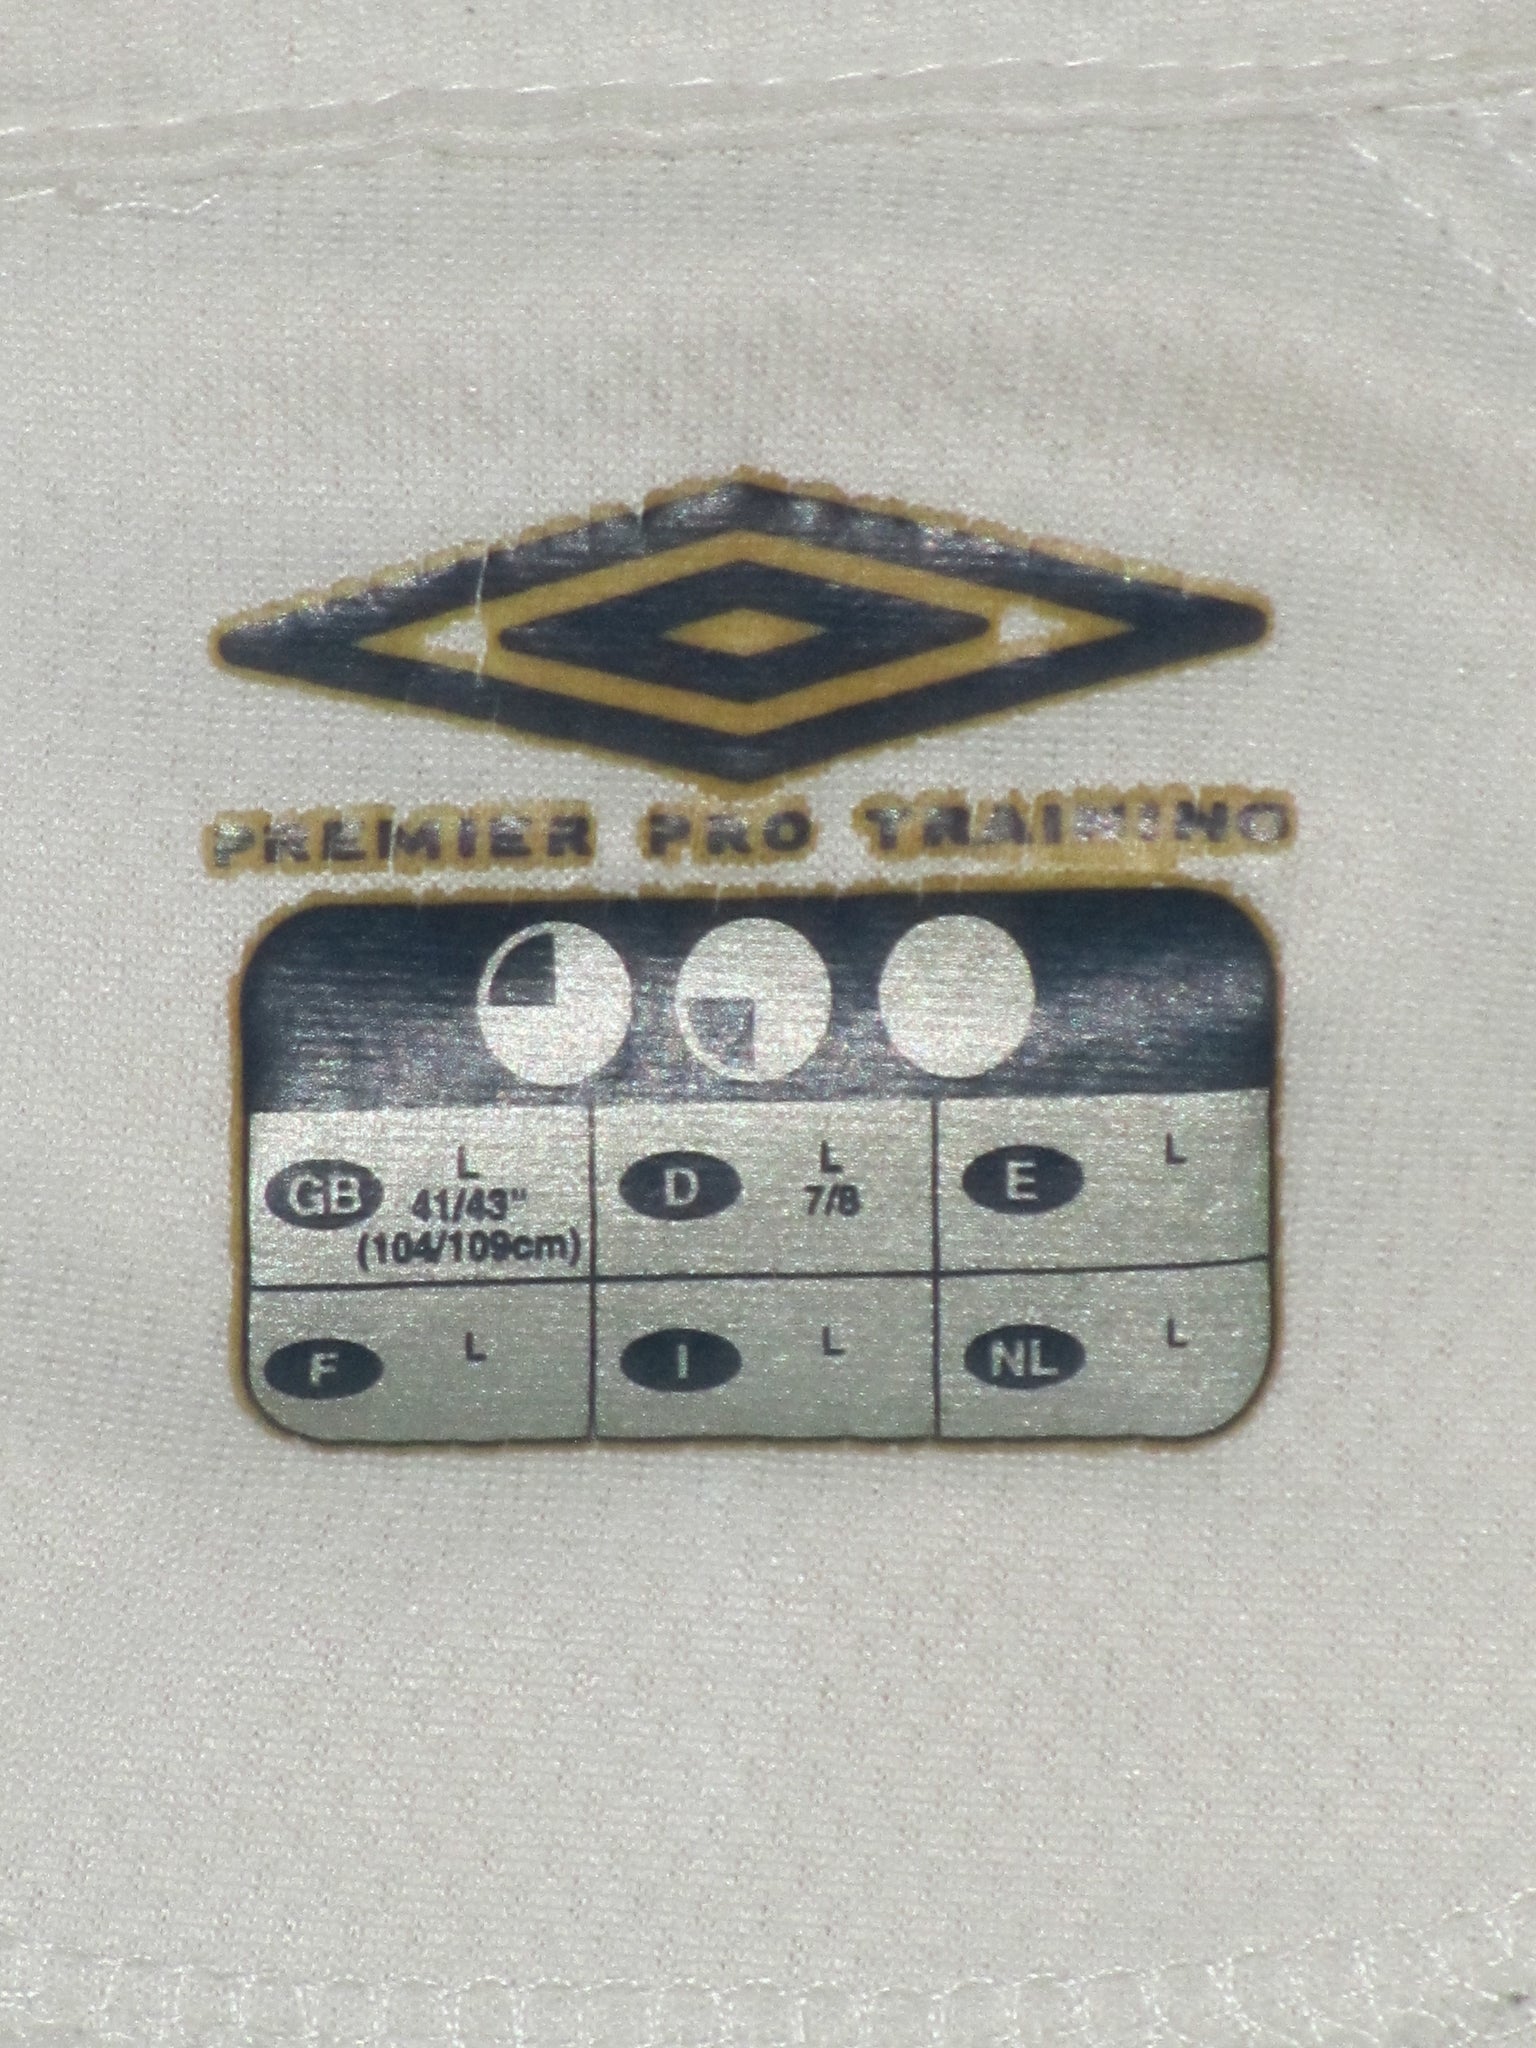 PREMIER PRO TRAINING
GB L
41/43"
(104/109cm)
D L
7/8
E L
F L
I L
NL L